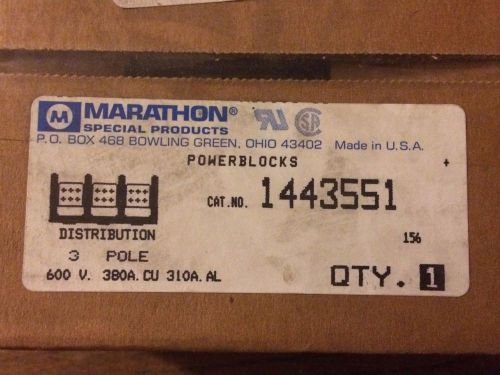 M MARATHON®
SPECIAL PRODUCTS
P.O. BOX 468 BOWLING GREEN, OHIO 43402 Made in U.S.A.
POWERBLOCKS
CAT.NO. 1443551
DISTRIBUTION
156
3 POLE
600 V. 380A.CU 310A.AL
QTY. 1